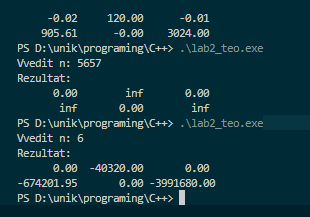 -0.02 120.00 -0.01
905.61 -0.00 3024.00
PS D:\unik\programing\C++> .\lab2_teo.exe
Vvedit n: 5657
Rezultat:
0.00 inf 0.00
inf 0.00 inf
PS D:\unik\programing\C++> .\lab2_teo.exe
Vvedit n: 6
Rezultat:
0.00 -40320.00 0.00
-674201.95 0.00 -3991680.00
PS D:\unik\programing\C++>